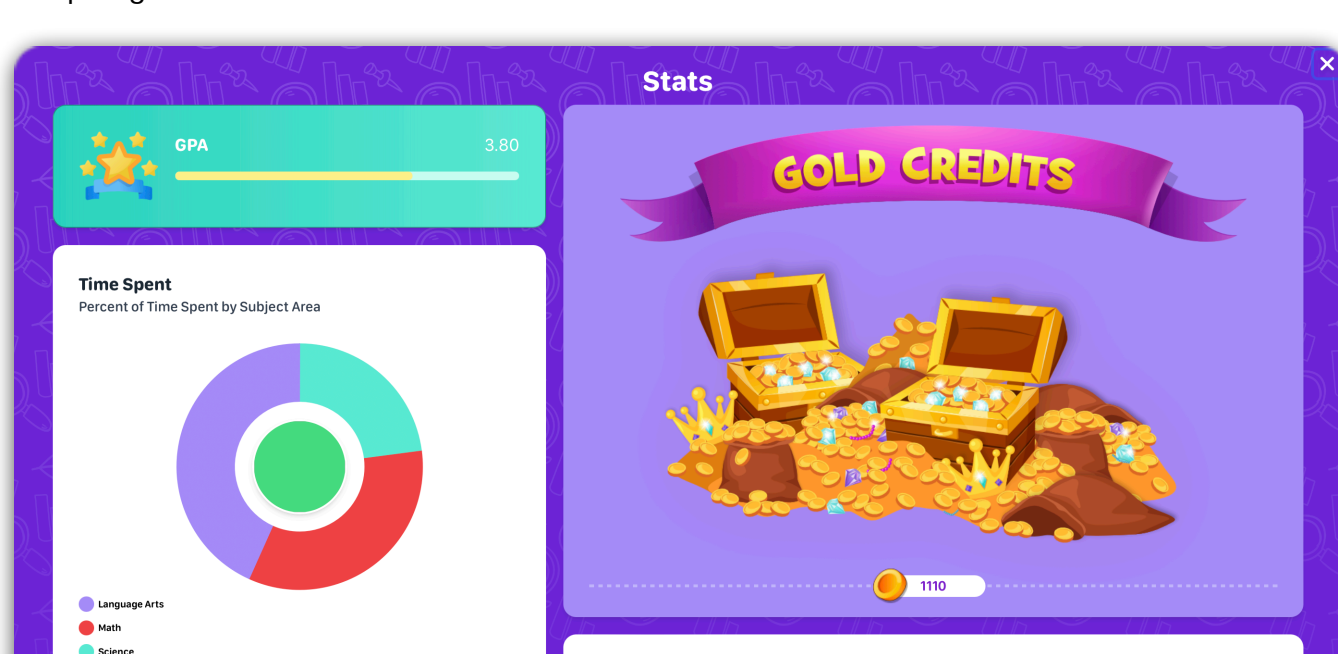 Stats
GPA 3.80
GOLD CREDITS
Time Spent
Percent of Time Spent by Subject Area
1110
Language Arts
Math
Science